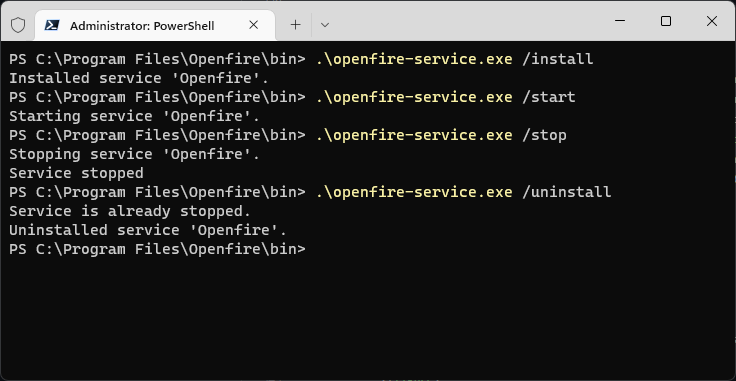 Administrator: PowerShell
PS C:\Program Files\Openfire\bin> .\openfire-service.exe /install
Installed service 'Openfire'.
PS C:\Program Files\Openfire\bin> .\openfire-service.exe /start
Starting service 'Openfire'.
PS C:\Program Files\Openfire\bin> .\openfire-service.exe /stop
Stopping service 'Openfire'.
Service stopped
PS C:\Program Files\Openfire\bin> .\openfire-service.exe /uninstall
Service is already stopped.
Uninstalled service 'Openfire'.
PS C:\Program Files\Openfire\bin>